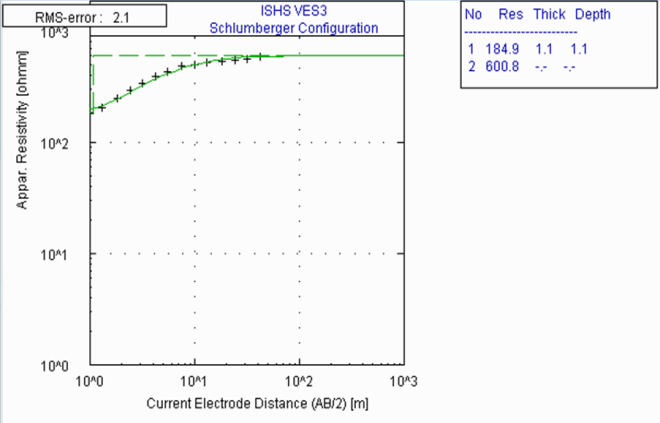 RMS-error : 2.1
ISHS VES3
Schlumberger Configuration
10^3
10^2
10^1
10^0
Appar. Resistivity [ohmm]
10^0 10^1 10^2 10^3
Current Electrode Distance (AB/2) [m]
No Res Thick Depth
---------------------------
1 184.9 1.1 1.1
2 600.8 -.- -.-